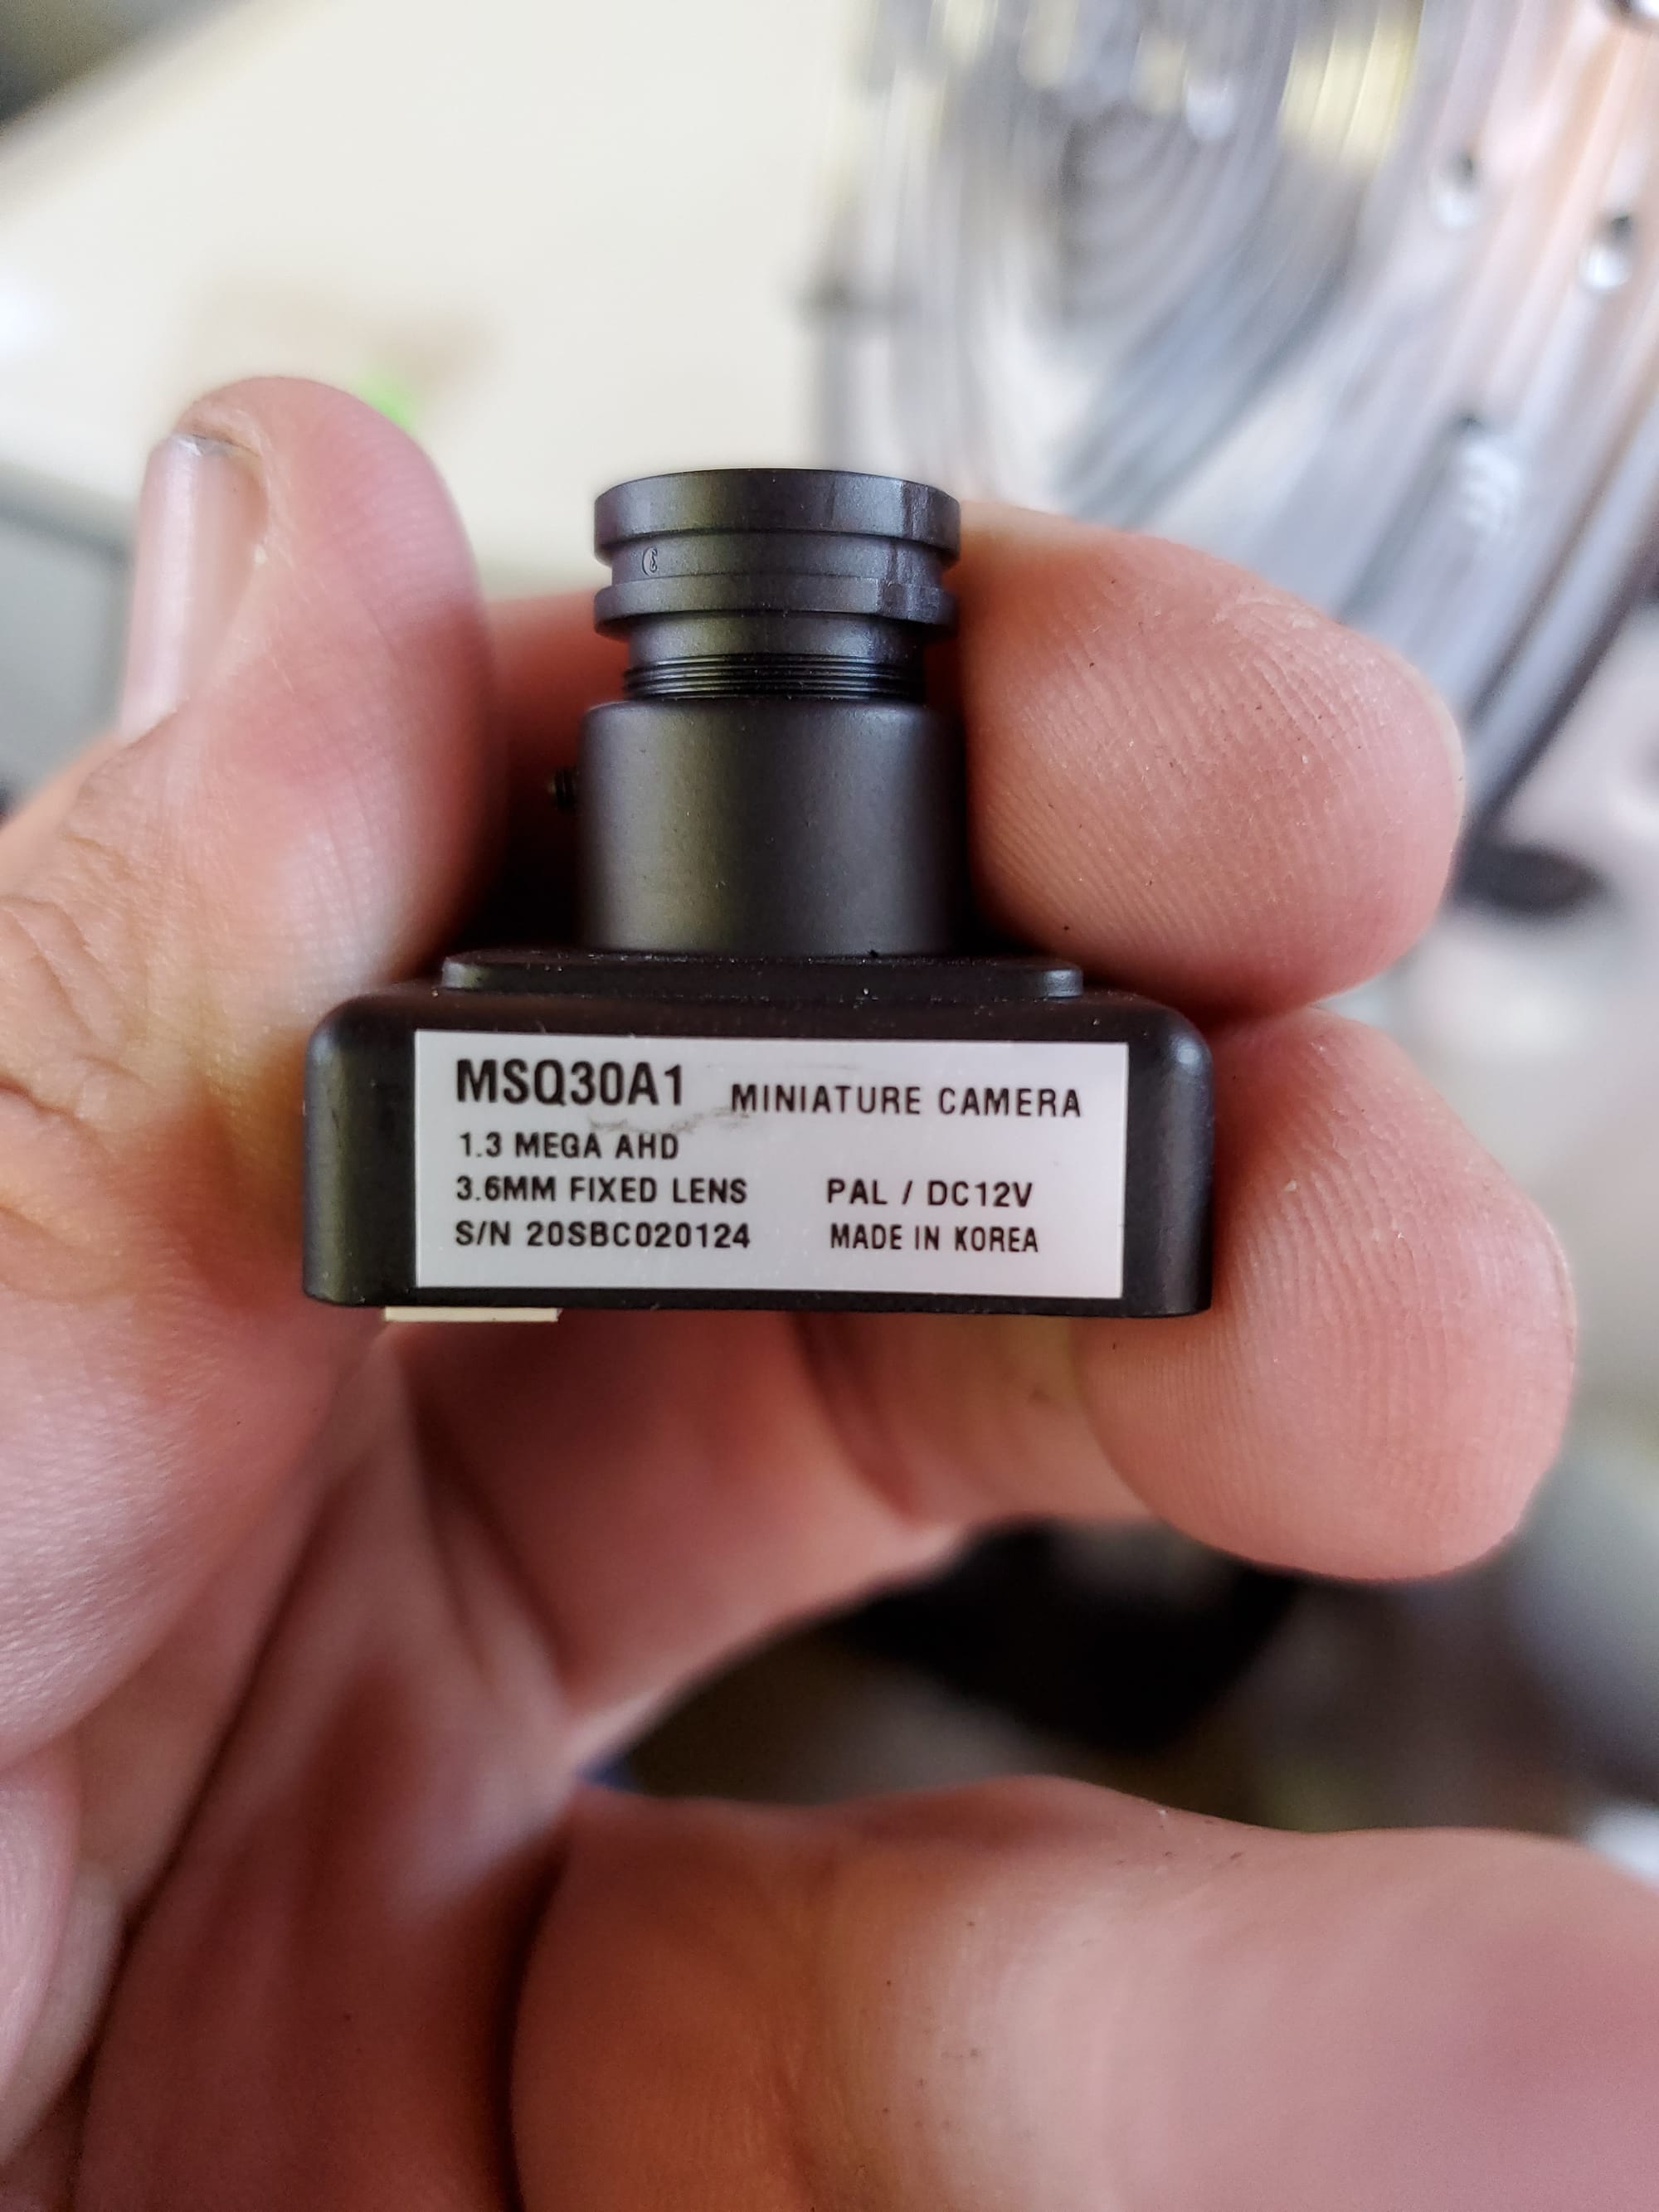 MSQ30A1 MINIATURE CAMERA
1.3 MEGA AHD
3.6MM FIXED LENS PAL / DC12V
S/N 20SBC020124 MADE IN KOREA